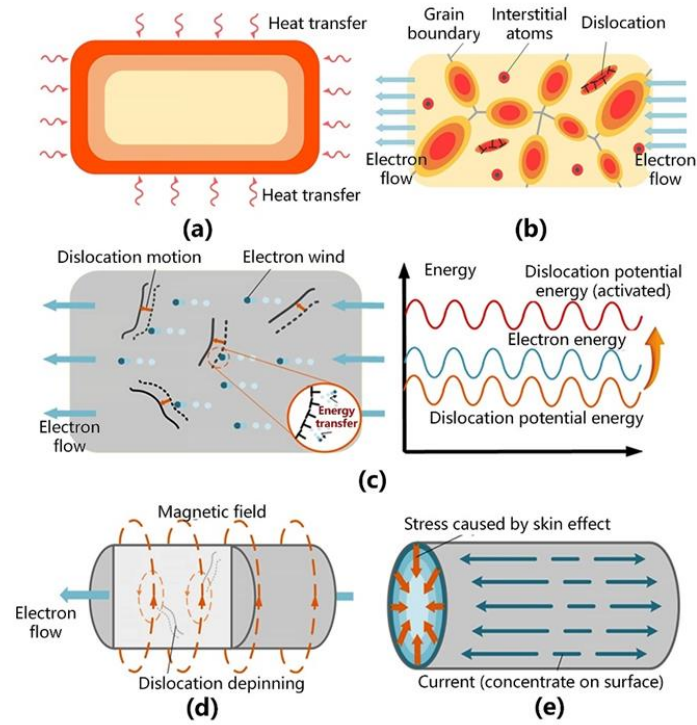 Heat transfer
Heat transfer
(a)
Grain
boundary
Interstitial
atoms
Dislocation
Electron
flow
Electron
flow
(b)
Dislocation motion
Electron wind
Electron
flow
Energy
transfer
Energy
Dislocation potential
energy (activated)
Electron energy
Dislocation potential energy
(c)
Magnetic field
Electron
flow
Dislocation depinning
(d)
Stress caused by skin effect
Current (concentrate on surface)
(e)